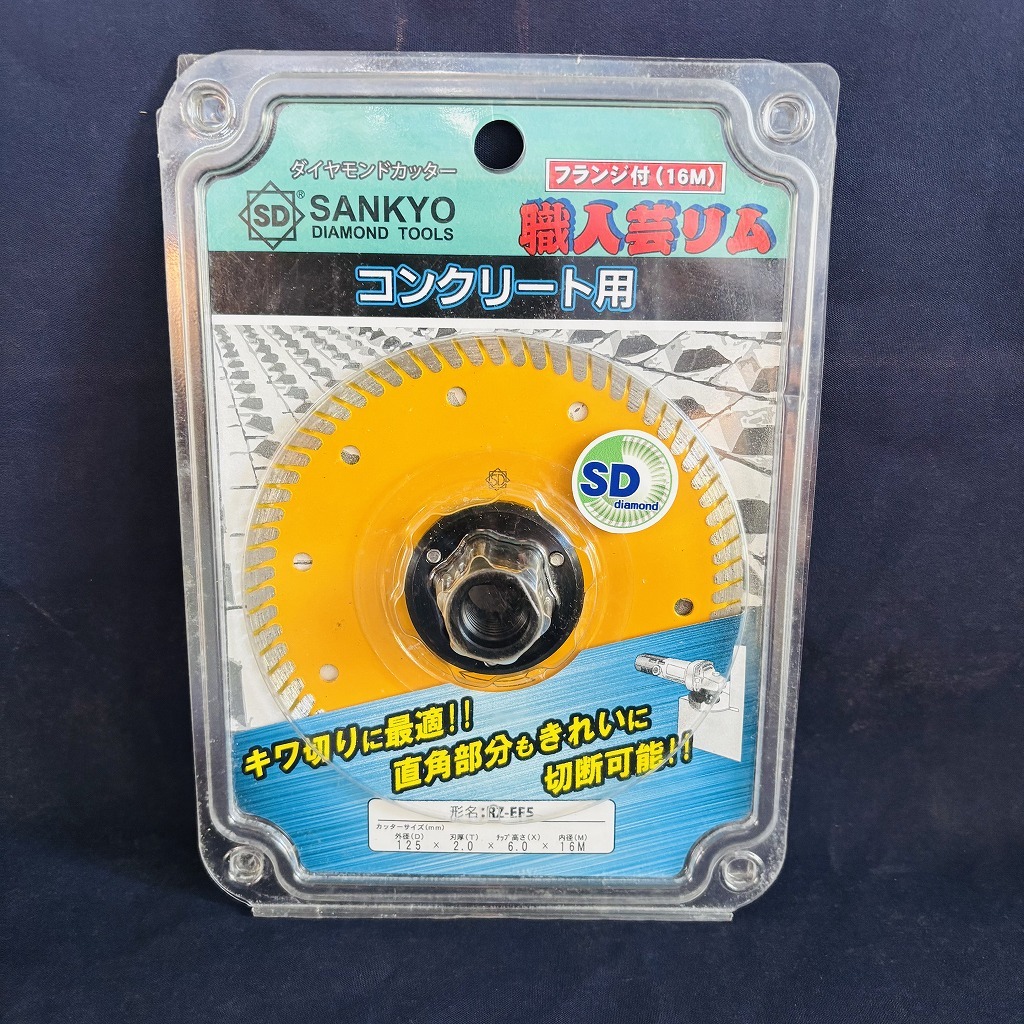 ダイヤモンドカッター
SD® SANKYO
DIAMOND TOOLS
フランジ付(16M)
職人芸リム
コンクリート用
SD
SD
diamond
キワ切りに最適!!
直角部分もきれいに
切断可能!!
形名:RZ-EF5
カッターサイズ(mm)
外径(D) 刃厚(T) チップ高さ(X) 内径(M)
125 × 2.0 × 6.0 × 16M